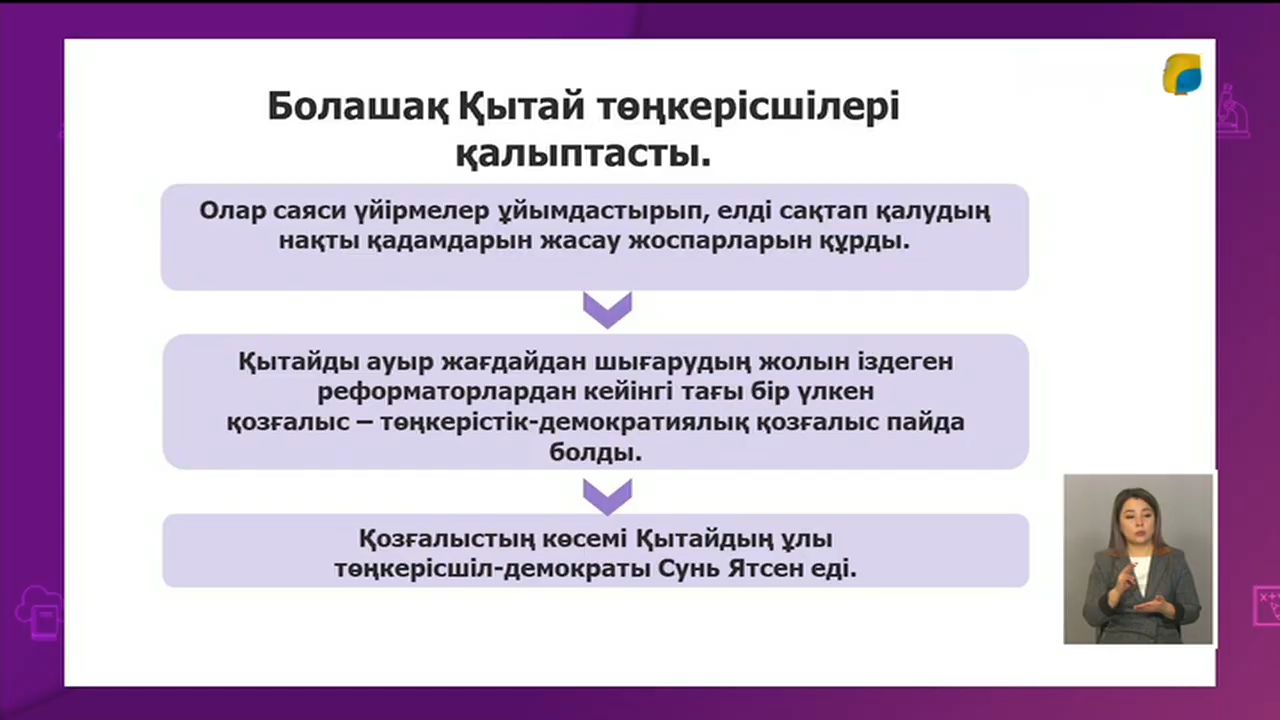 Болашақ Қытай төңкерісшілері
қалыптасты.
Олар саяси үйірмелер ұйымдастырып, елді сақтап қалудың
нақты қадамдарын жасау жоспарларын құрды.
Қытайды ауыр жағдайдан шығарудың жолын іздеген
реформаторлардан кейінгі тағы бір үлкен
қозғалыс – төңкерістік-демократиялық қозғалыс пайда
болды.
Қозғалыстың көсемі Қытайдың ұлы
төңкерісшіл-демократы Сунь Ятсен еді.